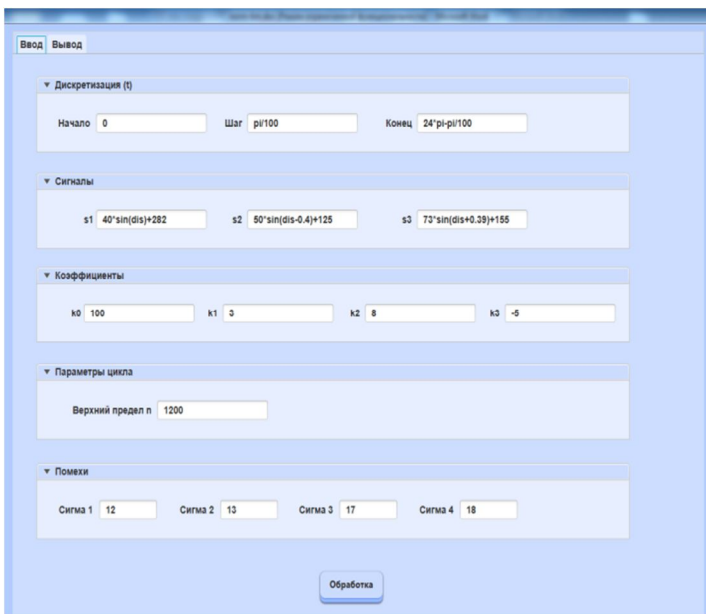 Ввод Вывод
Дискретизация (t)
Начало 0 Шаг pi/100 Конец 24*pi-pi/100
Сигналы
s1 40*sin(dis)+282 s2 50*sin(dis-0.4)+125 s3 73*sin(dis+0.39)+155
Коэффициенты
k0 100 k1 3 k2 8 k3 -5
Параметры цикла
Верхний предел n 1200
Помехи
Сигма 1 12 Сигма 2 13 Сигма 3 17 Сигма 4 18
Обработка